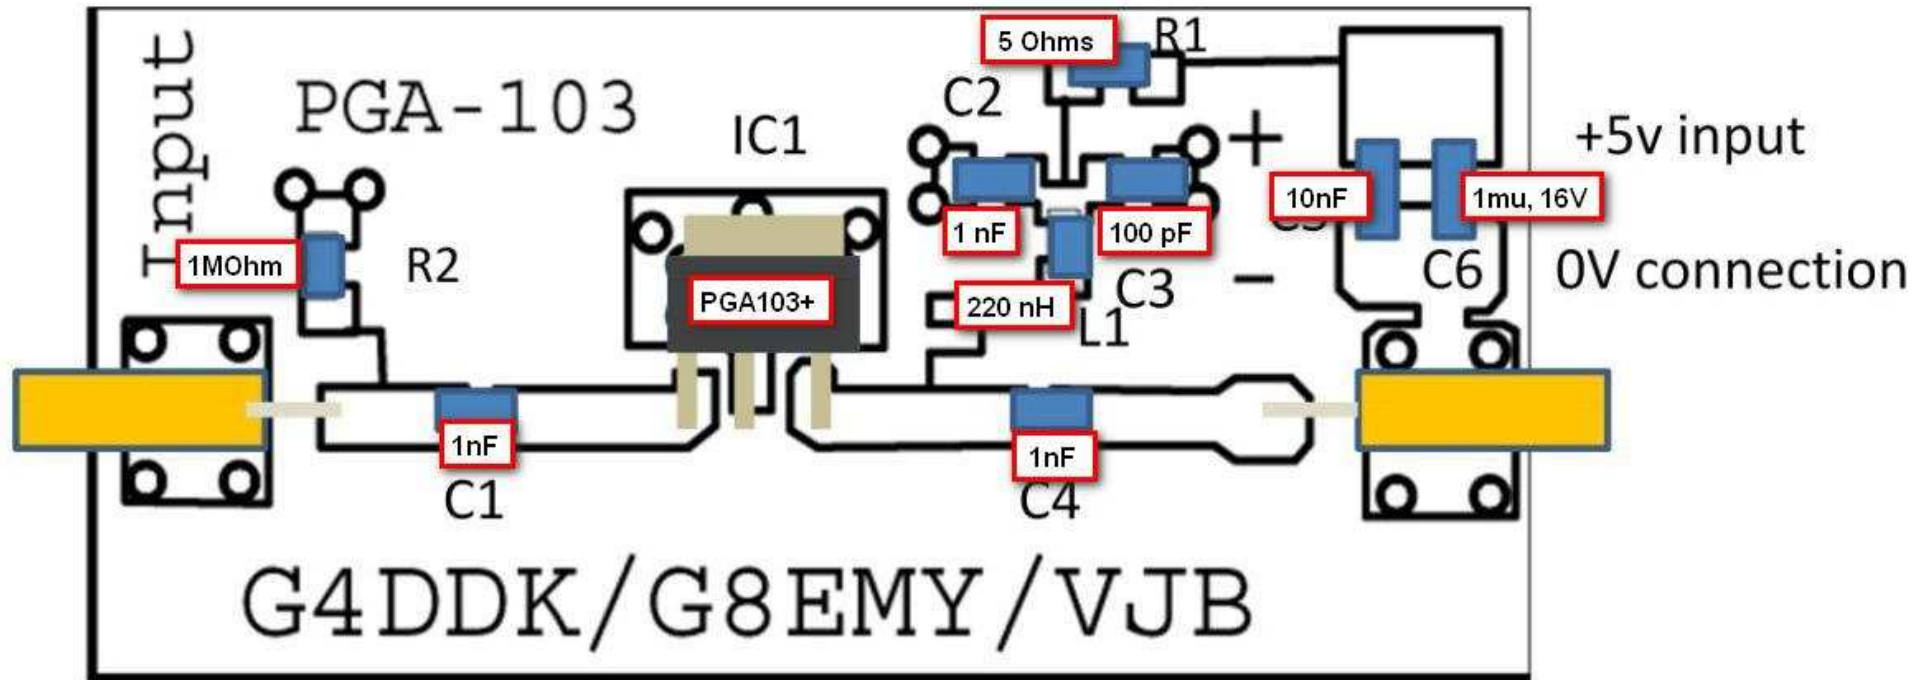 Input
PGA-103
IC1
5 Ohms
R1
C2
+
+5v input
10nF
1mu, 16V
1 nF
100 pF
1MOhm
R2
PGA103+
220 nH
C3
L1
-
C6
0V connection
1nF
C1
1nF
C4
G4DDK/G8EMY/VJB